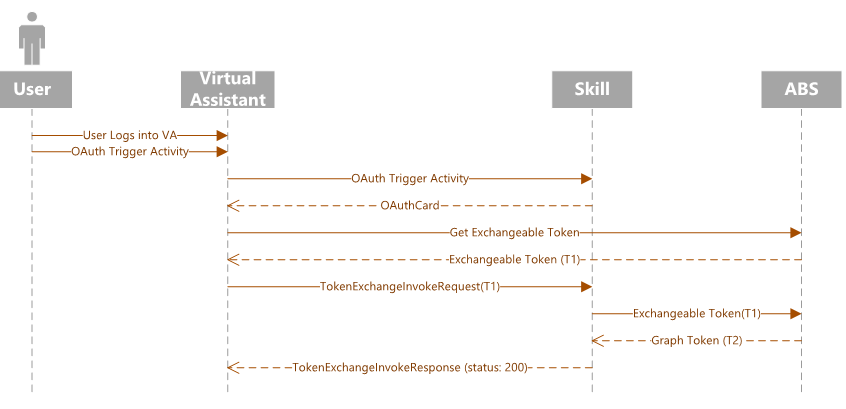 User
Virtual
Assistant
Skill
ABS
User Logs into VA
OAuth Trigger Activity
OAuth Trigger Activity
OAuthCard
Get Exchangeable Token
Exchangeable Token (T1)
TokenExchangeInvokeRequest(T1)
Exchangeable Token(T1)
Graph Token (T2)
TokenExchangeInvokeResponse (status: 200)